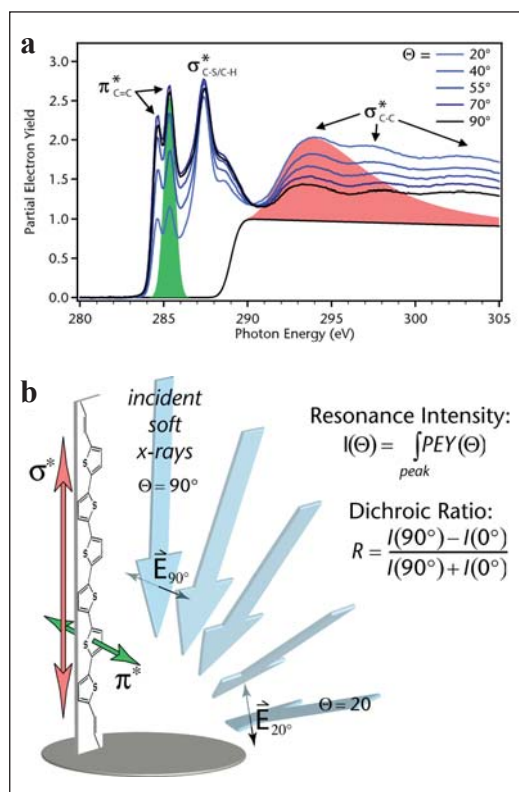 a
3.0
2.5
2.0
1.5
1.0
0.5
0.0
Partial Electron Yield
280
285
290
295
300
305
Photon Energy (eV)
π* C=C
σ* C-S/C-H
σ* C-C
Θ =
20°
40°
55°
70°
90°
b
incident
soft
x-rays
Θ = 90°
σ*
π*
E 90°
E 20°
Θ = 20
S
S
S
S
S
S
Resonance Intensity:
I(Θ) = ∫PEY(Θ)
peak
Dichroic Ratio:
R = I(90°) − I(0°)
I(90°) + I(0°)